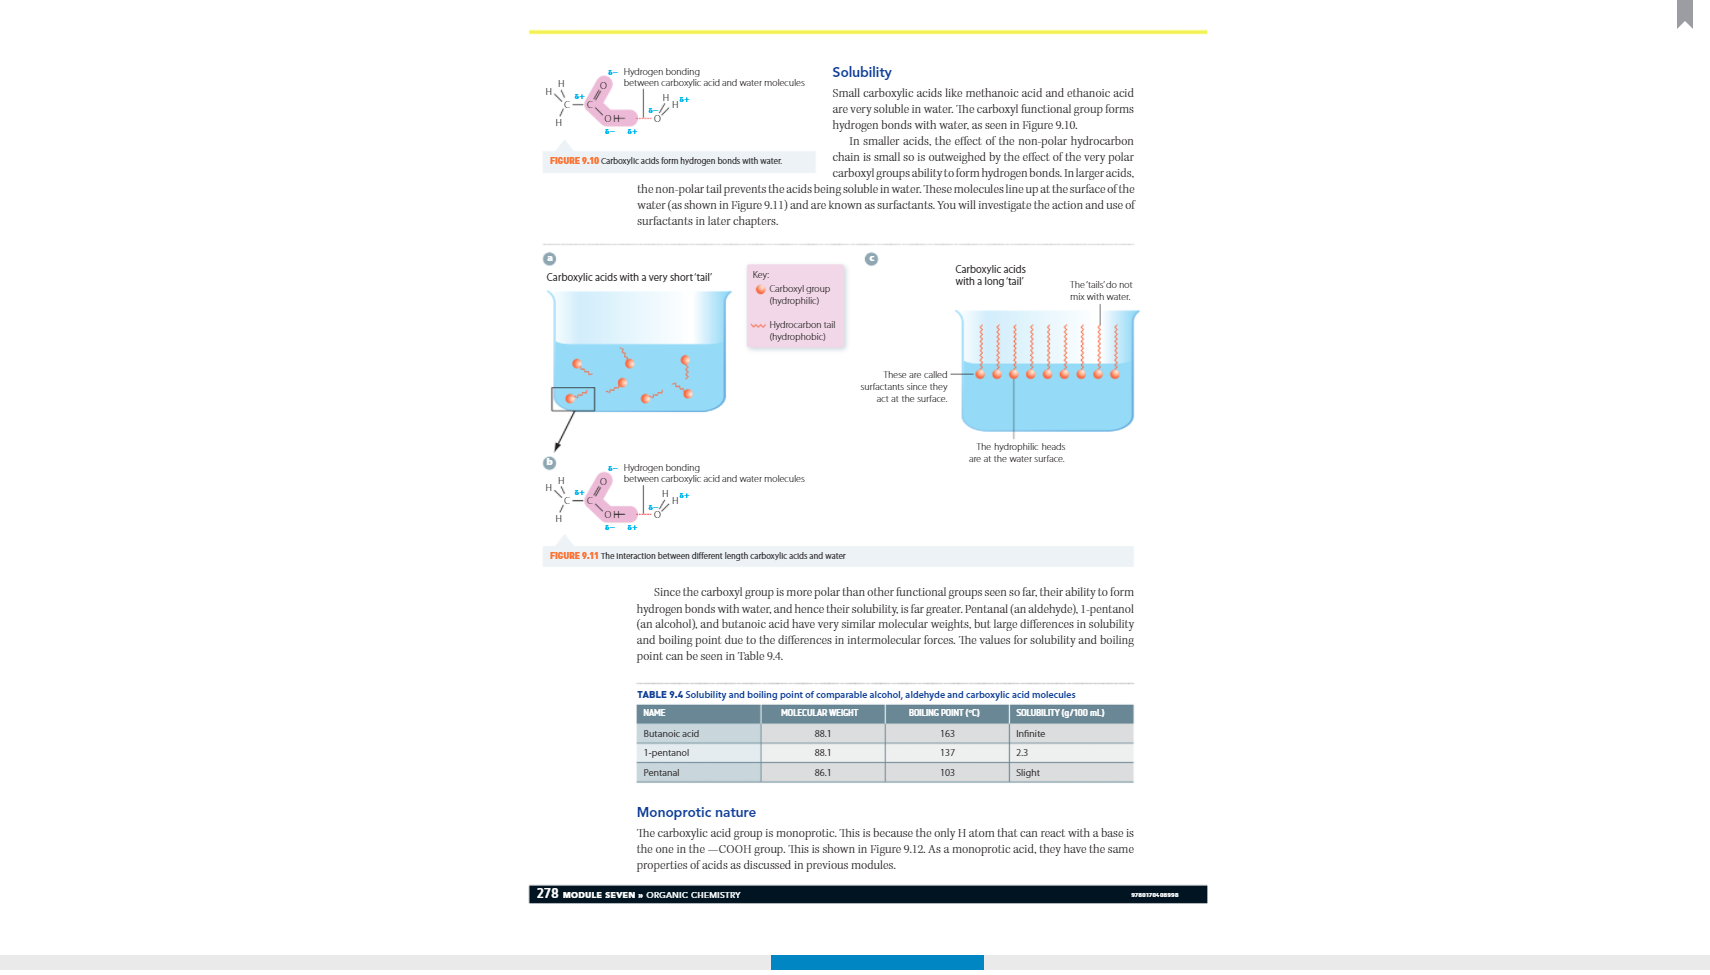 δ– Hydrogen bonding
between carboxylic acid and water molecules
H
H
δ+
O
C
C
H
OH
δ–
δ+
δ–
O
H
H
δ+
FIGURE 9.10 Carboxylic acids form hydrogen bonds with water.
Solubility
Small carboxylic acids like methanoic acid and ethanoic acid
are very soluble in water. The carboxyl functional group forms
hydrogen bonds with water, as seen in Figure 9.10.
In smaller acids, the effect of the non-polar hydrocarbon
chain is small so is outweighed by the effect of the very polar
carboxyl groups ability to form hydrogen bonds. In larger acids,
the non-polar tail prevents the acids being soluble in water. These molecules line up at the surface of the
water (as shown in Figure 9.11) and are known as surfactants. You will investigate the action and use of
surfactants in later chapters.
a
Carboxylic acids with a very short 'tail'
Key:
Carboxyl group
(hydrophilic)
Hydrocarbon tail
(hydrophobic)
c
Carboxylic acids
with a long 'tail'
The 'tails' do not
mix with water.
These are called
surfactants since they
act at the surface.
The hydrophilic heads
are at the water surface.
b
δ– Hydrogen bonding
between carboxylic acid and water molecules
H
H
δ+
O
C
C
H
OH
δ–
δ+
δ–
O
H
H
δ+
FIGURE 9.11 The interaction between different length carboxylic acids and water
Since the carboxyl group is more polar than other functional groups seen so far, their ability to form
hydrogen bonds with water, and hence their solubility, is far greater. Pentanal (an aldehyde), 1-pentanol
(an alcohol), and butanoic acid have very similar molecular weights, but large differences in solubility
and boiling point due to the differences in intermolecular forces. The values for solubility and boiling
point can be seen in Table 9.4.
TABLE 9.4 Solubility and boiling point of comparable alcohol, aldehyde and carboxylic acid molecules
NAME MOLECULAR WEIGHT BOILING POINT (°C) SOLUBILITY (g/100 mL)
Butanoic acid 88.1 163 Infinite
1-pentanol 88.1 137 2.3
Pentanal 86.1 103 Slight
Monoprotic nature
The carboxylic acid group is monoprotic. This is because the only H atom that can react with a base is
the one in the —COOH group. This is shown in Figure 9.12. As a monoprotic acid, they have the same
properties of acids as discussed in previous modules.
278 MODULE SEVEN » ORGANIC CHEMISTRY
9780170408998